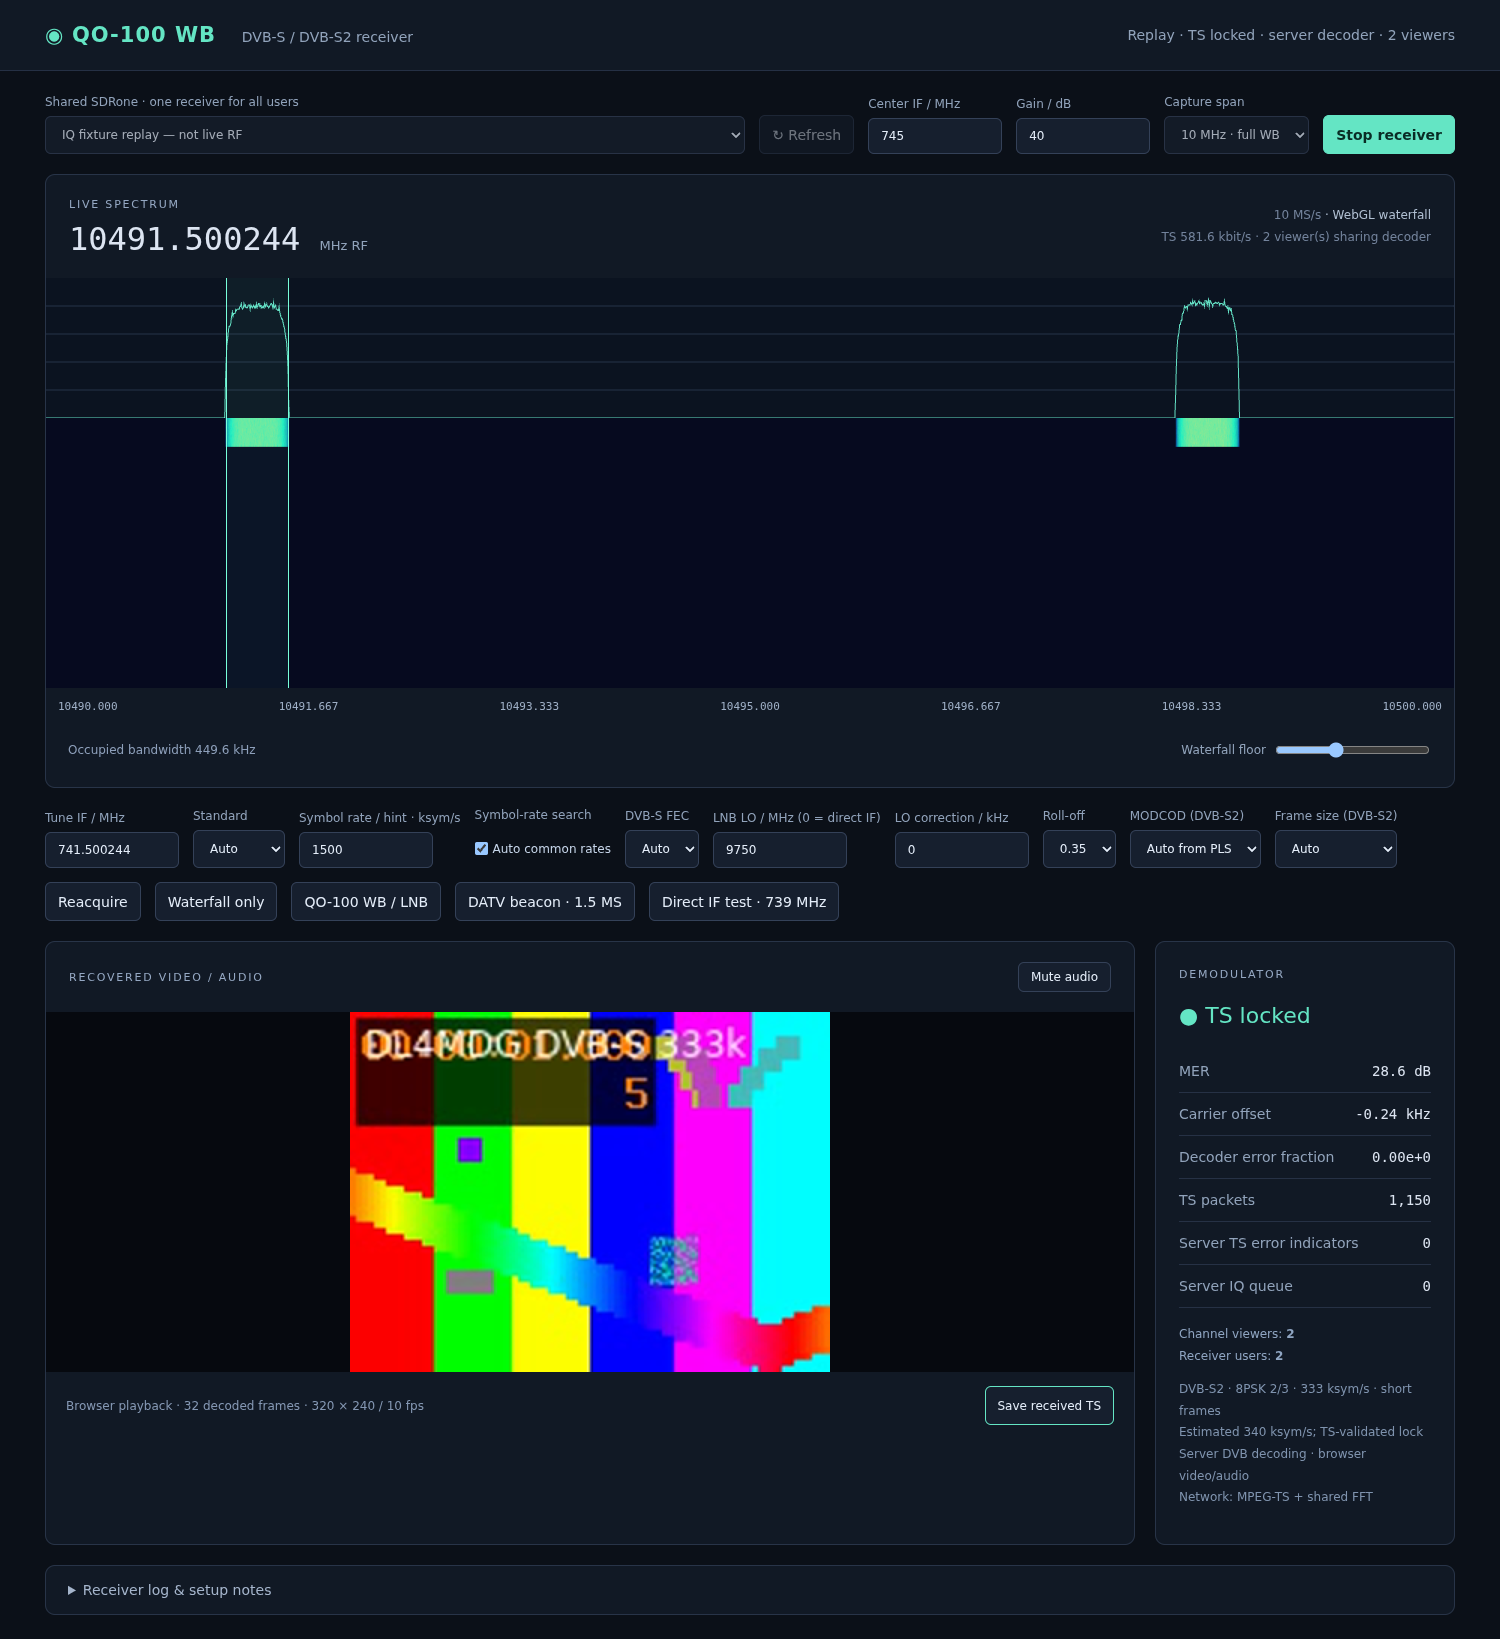 ◉ QO-100 WB DVB-S / DVB-S2 receiver Replay · TS locked · server decoder · 2 viewers
Shared SDRone · one receiver for all users Center IF / MHz Gain / dB Capture span
IQ fixture replay — not live RF ↻ Refresh 745 40 10 MHz · full WB Stop receiver
LIVE SPECTRUM
10491.500244 MHz RF
10 MS/s · WebGL waterfall
TS 581.6 kbit/s · 2 viewer(s) sharing decoder
10490.000 10491.667 10493.333 10495.000 10496.667 10498.333 10500.000
Occupied bandwidth 449.6 kHz Waterfall floor
Tune IF / MHz Standard Symbol rate / hint · ksym/s Symbol-rate search DVB-S FEC LNB LO / MHz (0 = direct IF) LO correction / kHz Roll-off MODCOD (DVB-S2) Frame size (DVB-S2)
741.500244 Auto 1500 Auto common rates Auto 9750 0 0.35 Auto from PLS Auto
Reacquire Waterfall only QO-100 WB / LNB DATV beacon · 1.5 MS Direct IF test · 739 MHz
RECOVERED VIDEO / AUDIO Mute audio
DL4MDG DVB-S 333k
5
Browser playback · 32 decoded frames · 320 × 240 / 10 fps Save received TS
DEMODULATOR
● TS locked
MER 28.6 dB
Carrier offset -0.24 kHz
Decoder error fraction 0.00e+0
TS packets 1,150
Server TS error indicators 0
Server IQ queue 0
Channel viewers: 2
Receiver users: 2
DVB-S2 · 8PSK 2/3 · 333 ksym/s · short
frames
Estimated 340 ksym/s; TS-validated lock
Server DVB decoding · browser
video/audio
Network: MPEG-TS + shared FFT
▶ Receiver log & setup notes